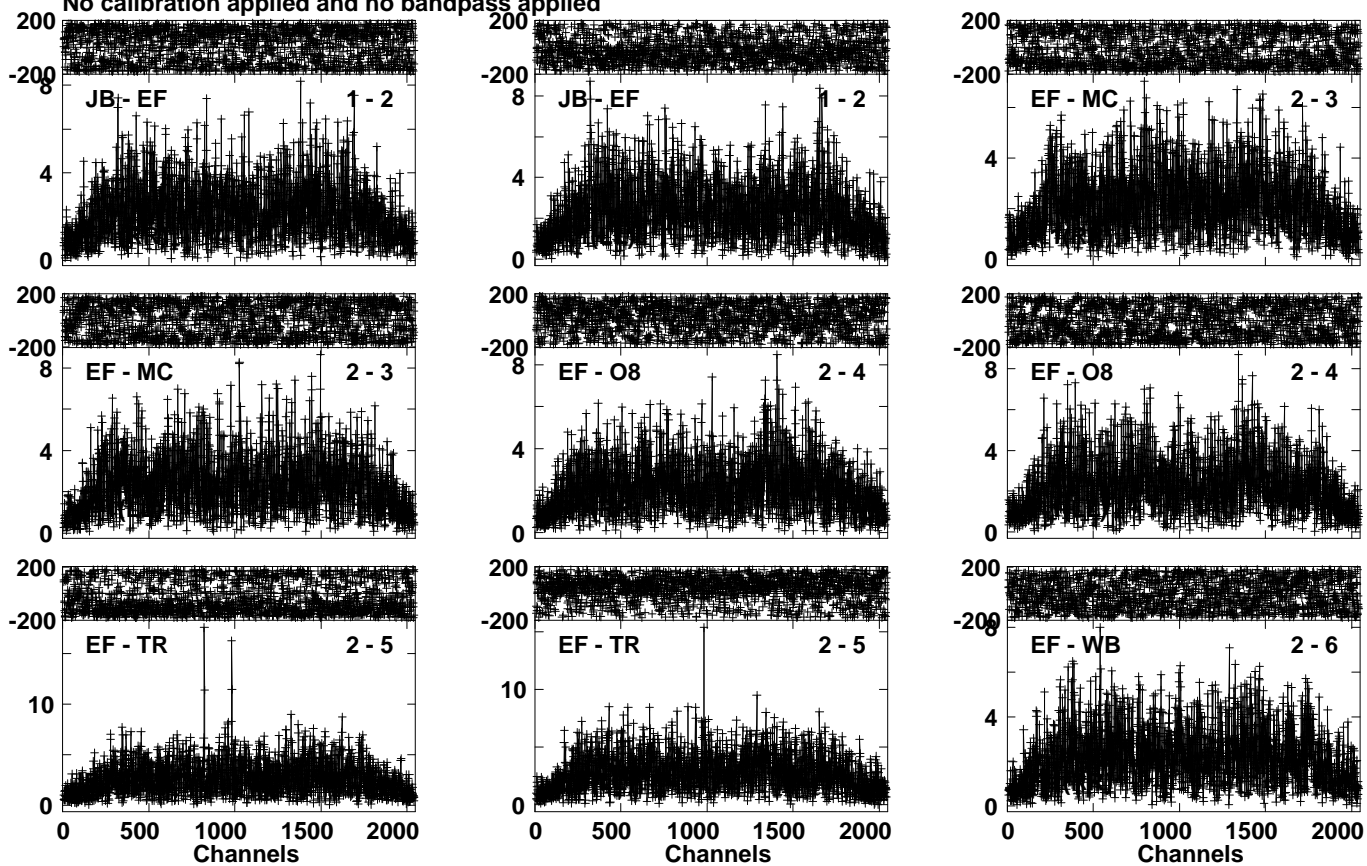 No calibration applied and no bandpass applied
200 200 200
-200 -200 -200
8 JB - EF 1 - 2 8 JB - EF 1 - 2 EF - MC 2 - 3
4 4 4
0 0 0
200 200 200
-200 -200 -200
8 EF - MC 2 - 3 8 EF - O8 2 - 4 8 EF - O8 2 - 4
4 4 4
0 0 0
200 200 200
-200 -200 -200
EF - TR 2 - 5 EF - TR 2 - 5 8 EF - WB 2 - 6
10 10 4
0 0 0
0 500 1000 1500 2000 0 500 1000 1500 2000 0 500 1000 1500 2000
Channels Channels Channels